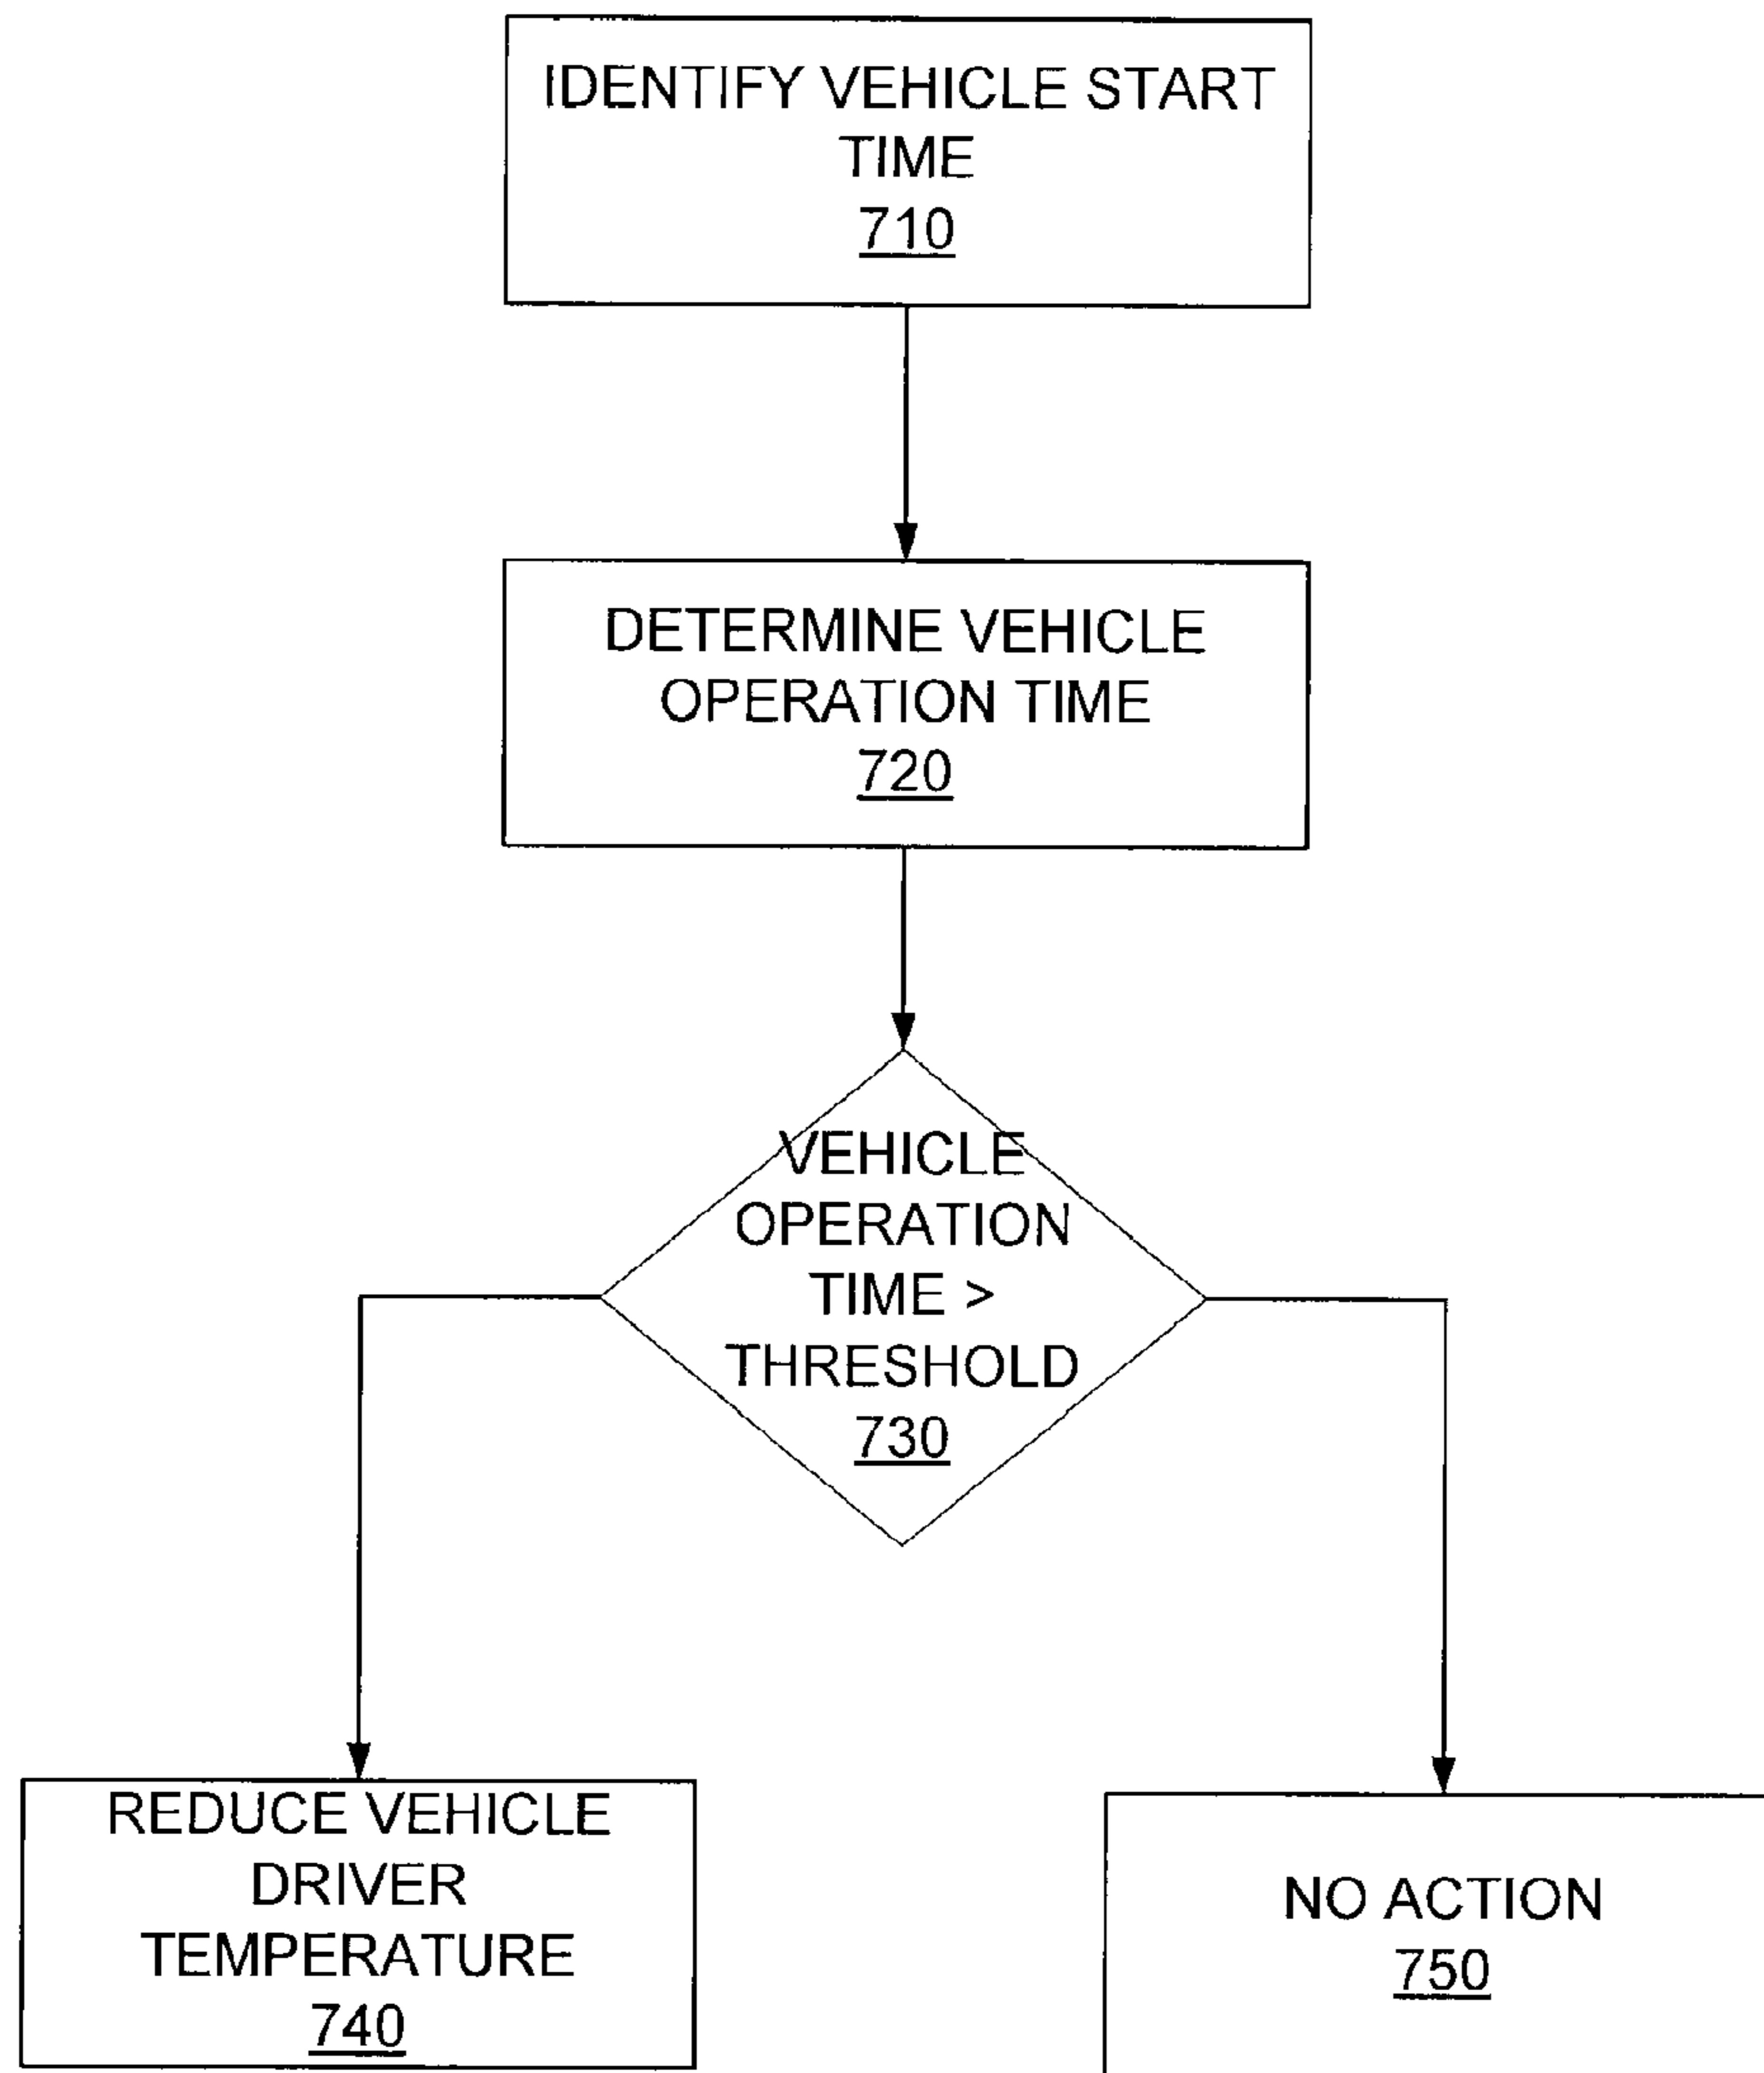 IDENTIFY VEHICLE START
TIME
710
DETERMINE VEHICLE
OPERATION TIME
720
VEHICLE
OPERATION
TIME >
THRESHOLD
730
REDUCE VEHICLE
DRIVER
TEMPERATURE
740
NO ACTION
750